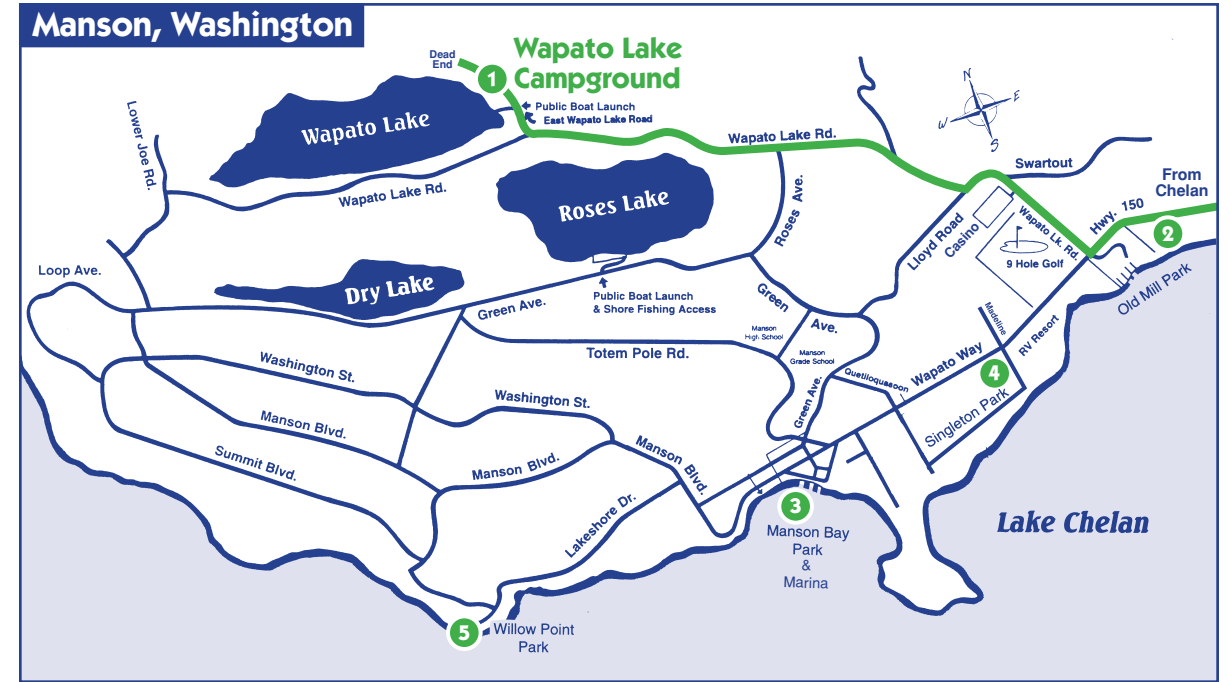 Manson, Washington
Dead
End
1
Wapato Lake
Campground
Public Boat Launch
East Wapato Lake Road
Wapato Lake
Lower Joe Rd.
Wapato Lake Rd.
Wapato Lake Rd.
N
E
W
S
Swartout
From
Chelan
Hwy. 150
2
Roses Lake
Roses Ave.
Lloyd Road
Casino
Wapato Lk. Rd.
9 Hole Golf
Old Mill Park
Loop Ave.
Dry Lake
Green Ave.
Public Boat Launch
& Shore Fishing Access
Green
Ave.
Manson
High School
Manson
Grade School
Madeline
RV Resort
Totem Pole Rd.
Washington St.
Washington St.
Quetiloquasoon
Wapato Way
4
Singleton Park
Green Ave.
Manson Blvd.
Manson Blvd.
Manson Blvd.
Summit Blvd.
Lakeshore Dr.
3
Manson Bay
Park
&
Marina
Lake Chelan
5
Willow Point
Park